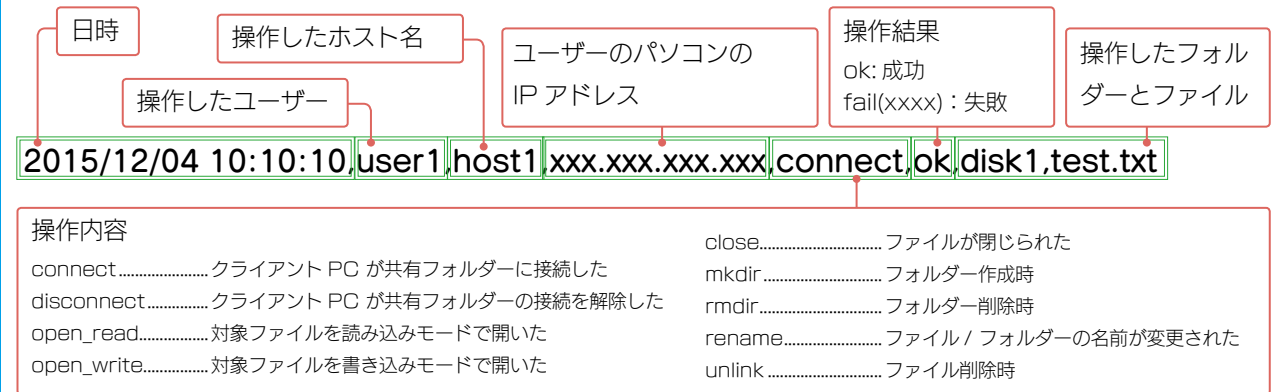 日時
操作したホスト名
操作したユーザー
ユーザーのパソコンの
IP アドレス
操作結果
ok: 成功
fail(xxxx)：失敗
操作したフォル
ダーとファイル
2015/12/04 10:10:10,user1,host1,xxx.xxx.xxx.xxx,connect,ok,disk1,test.txt
操作内容
connect.....................クライアント PC が共有フォルダーに接続した
disconnect...............クライアント PC が共有フォルダーの接続を解除した
open_read................対象ファイルを読み込みモードで開いた
open_write...............対象ファイルを書き込みモードで開いた
close............................ファイルが閉じられた
mkdir...........................フォルダー作成時
rmdir............................フォルダー削除時
rename.......................ファイル / フォルダーの名前が変更された
unlink...........................ファイル削除時